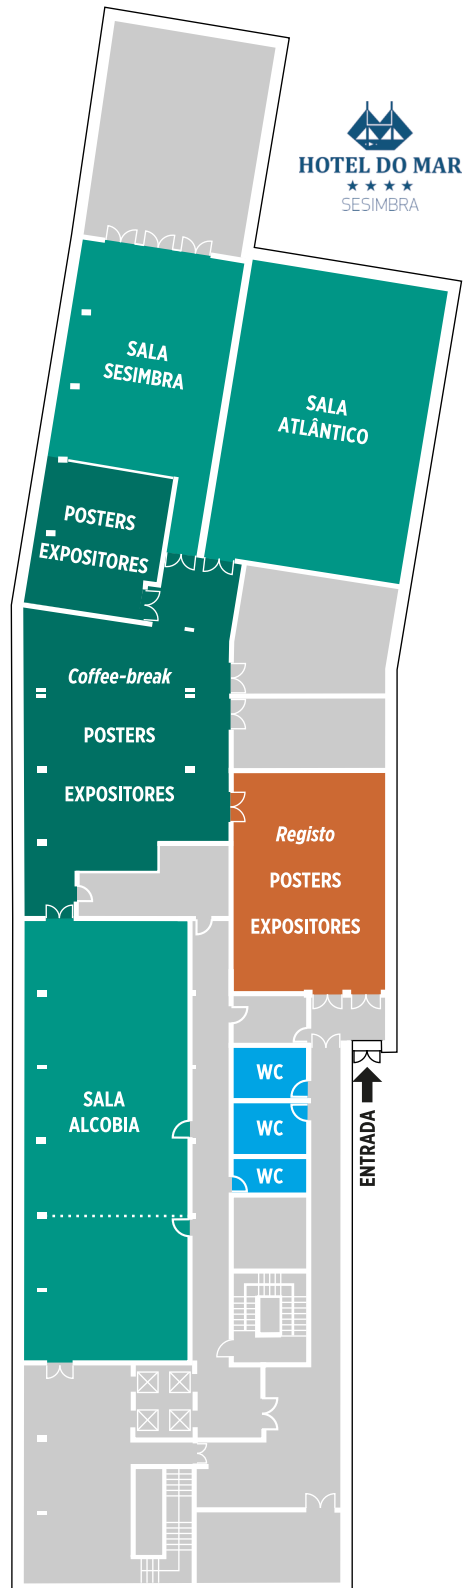 HOTEL DO MAR
SESIMBRA
SALA
SESIMBRA
SALA
ATLÂNTICO
POSTERS
EXPOSITORES
Coffee-break
POSTERS
EXPOSITORES
Registo
POSTERS
EXPOSITORES
WC
WC
WC
ENTRADA
SALA
ALCOBIA